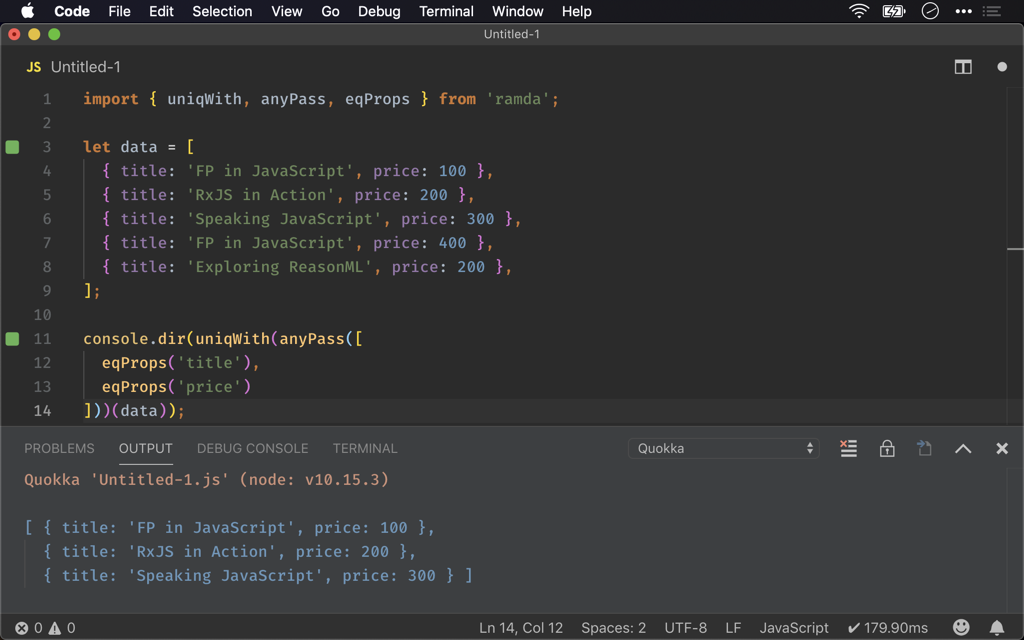 Code File Edit Selection View Go Debug Terminal Window Help
Untitled-1
JS Untitled-1
1 import { uniqWith, anyPass, eqProps } from 'ramda';
2
3 let data = [
4 { title: 'FP in JavaScript', price: 100 },
5 { title: 'RxJS in Action', price: 200 },
6 { title: 'Speaking JavaScript', price: 300 },
7 { title: 'FP in JavaScript', price: 400 },
8 { title: 'Exploring ReasonML', price: 200 },
9 ];
10
11 console.dir(uniqWith(anyPass([
12 eqProps('title'),
13 eqProps('price')
14 ]))(data));
PROBLEMS OUTPUT DEBUG CONSOLE TERMINAL Quokka
Quokka 'Untitled-1.js' (node: v10.15.3)
[ { title: 'FP in JavaScript', price: 100 },
{ title: 'RxJS in Action', price: 200 },
{ title: 'Speaking JavaScript', price: 300 } ]
0 0 Ln 14, Col 12 Spaces: 2 UTF-8 LF JavaScript ✔ 179.90ms